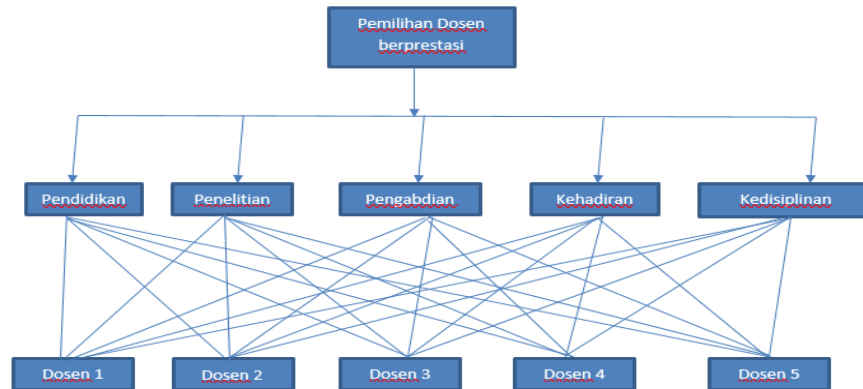 Pemilihan Dosen
berprestasi
Pendidikan
Penelitian
Pengabdian
Kehadiran
Kedisiplinan
Dosen 1
Dosen 2
Dosen 3
Dosen 4
Dosen 5